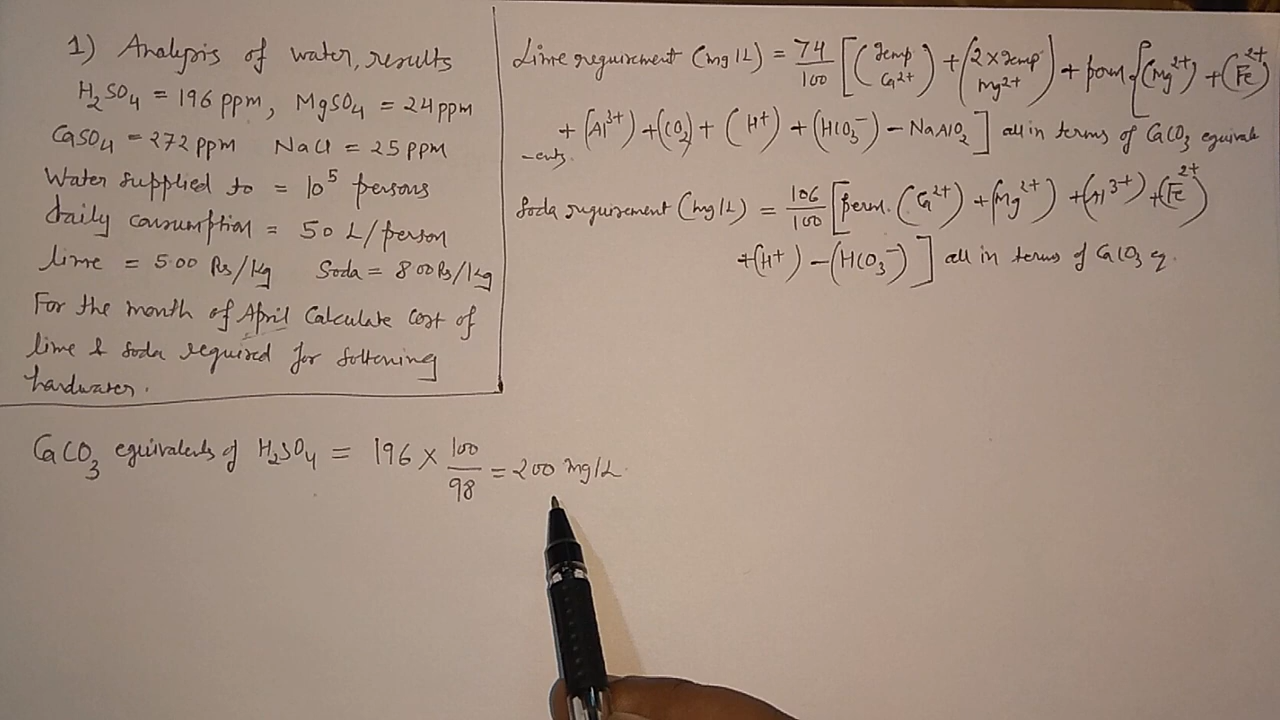 1) Analysis of water, results
H₂SO₄ = 196 ppm, MgSO₄ = 24 ppm
CaSO₄ = 272 ppm NaCl = 25 ppm
Water supplied to = 10⁵ persons
daily consumption = 50 L/person
lime = 5.00 Rs/kg Soda = 8.00 Rs/kg
For the month of April Calculate cost of
lime & soda required for softening
hardwater.
Lime requirement (mg/L) = 74/100 [(Temp Ca²⁺) + (2 x Temp Mg²⁺) + perm {(Mg²⁺) + (Fe²⁺)
+ (Al³⁺) + (CO₂) + (H⁺) + (HCO₃⁻) - NaAlO₂] all in terms of CaCO₃ equivale
-ents.
Soda requirement (mg/L) = 106/100 [perm. (Ca²⁺) + (Mg²⁺) + (Al³⁺) + (Fe²⁺)
+ (H⁺) - (HCO₃⁻)] all in terms of CaCO₃ eq.
CaCO₃ equivalents of H₂SO₄ = 196 x 100/98 = 200 mg/L.